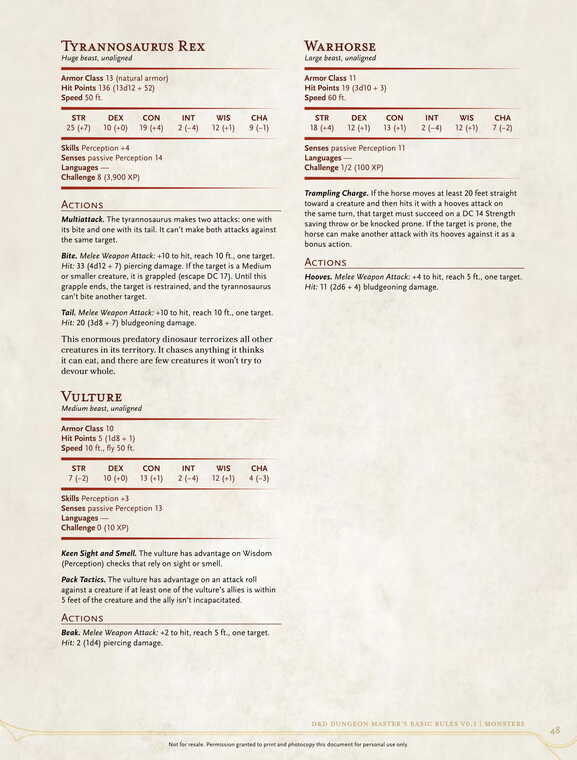 Tyrannosaurus Rex
Huge beast, unaligned
Armor Class 13 (natural armor)
Hit Points 136 (13d12 + 52)
Speed 50 ft.
STR DEX CON INT WIS CHA
25 (+7) 10 (+0) 19 (+4) 2 (−4) 12 (+1) 9 (−1)
Skills Perception +4
Senses passive Perception 14
Languages —
Challenge 8 (3,900 XP)
Actions
Multiattack. The tyrannosaurus makes two attacks: one with
its bite and one with its tail. It can't make both attacks against
the same target.
Bite. Melee Weapon Attack: +10 to hit, reach 10 ft., one target.
Hit: 33 (4d12 + 7) piercing damage. If the target is a Medium
or smaller creature, it is grappled (escape DC 17). Until this
grapple ends, the target is restrained, and the tyrannosaurus
can't bite another target.
Tail. Melee Weapon Attack: +10 to hit, reach 10 ft., one target.
Hit: 20 (3d8 + 7) bludgeoning damage.
This enormous predatory dinosaur terrorizes all other
creatures in its territory. It chases anything it thinks
it can eat, and there are few creatures it won't try to
devour whole.
Vulture
Medium beast, unaligned
Armor Class 10
Hit Points 5 (1d8 + 1)
Speed 10 ft., fly 50 ft.
STR DEX CON INT WIS CHA
7 (−2) 10 (+0) 13 (+1) 2 (−4) 12 (+1) 4 (−3)
Skills Perception +3
Senses passive Perception 13
Languages —
Challenge 0 (10 XP)
Keen Sight and Smell. The vulture has advantage on Wisdom
(Perception) checks that rely on sight or smell.
Pack Tactics. The vulture has advantage on an attack roll
against a creature if at least one of the vulture's allies is within
5 feet of the creature and the ally isn't incapacitated.
Actions
Beak. Melee Weapon Attack: +2 to hit, reach 5 ft., one target.
Hit: 2 (1d4) piercing damage.
Warhorse
Large beast, unaligned
Armor Class 11
Hit Points 19 (3d10 + 3)
Speed 60 ft.
STR DEX CON INT WIS CHA
18 (+4) 12 (+1) 13 (+1) 2 (−4) 12 (+1) 7 (−2)
Senses passive Perception 11
Languages —
Challenge 1/2 (100 XP)
Trampling Charge. If the horse moves at least 20 feet straight
toward a creature and then hits it with a hooves attack on
the same turn, that target must succeed on a DC 14 Strength
saving throw or be knocked prone. If the target is prone, the
horse can make another attack with its hooves against it as a
bonus action.
Actions
Hooves. Melee Weapon Attack: +4 to hit, reach 5 ft., one target.
Hit: 11 (2d6 + 4) bludgeoning damage.
D&D Dungeon Master's Basic Rules v0.3 | Monsters
48
Not for resale. Permission granted to print and photocopy this document for personal use only.